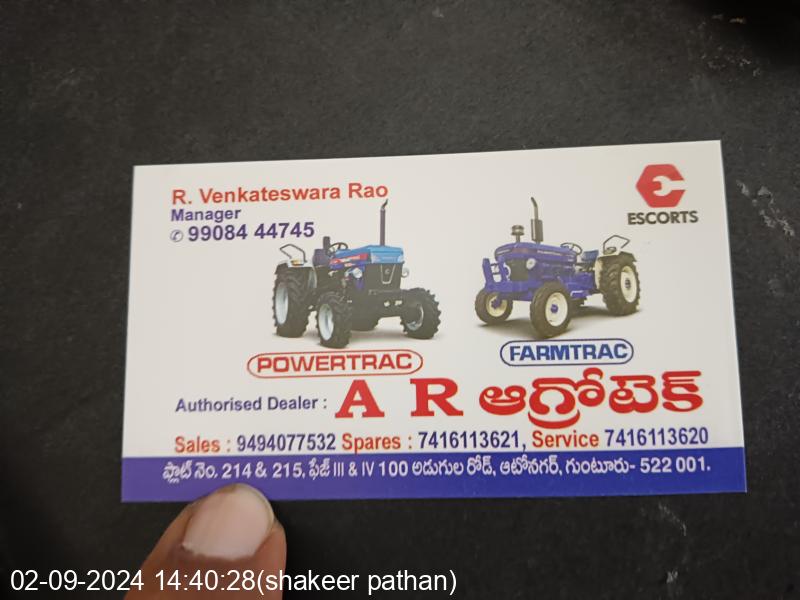 R. Venkateswara Rao
Manager
✆ 99084 44745
ESCORTS
POWERTRAC
FARMTRAC
Authorised Dealer : A R ఆగ్రోటెక్
Sales : 9494077532 Spares : 7416113621, Service 7416113620
ప్లాట్ నెం. 214 & 215, ఫేజ్ III & IV 100 అడుగుల రోడ్, ఆటోనగర్, గుంటూరు- 522 001.
02-09-2024 14:40:28(shakeer pathan)